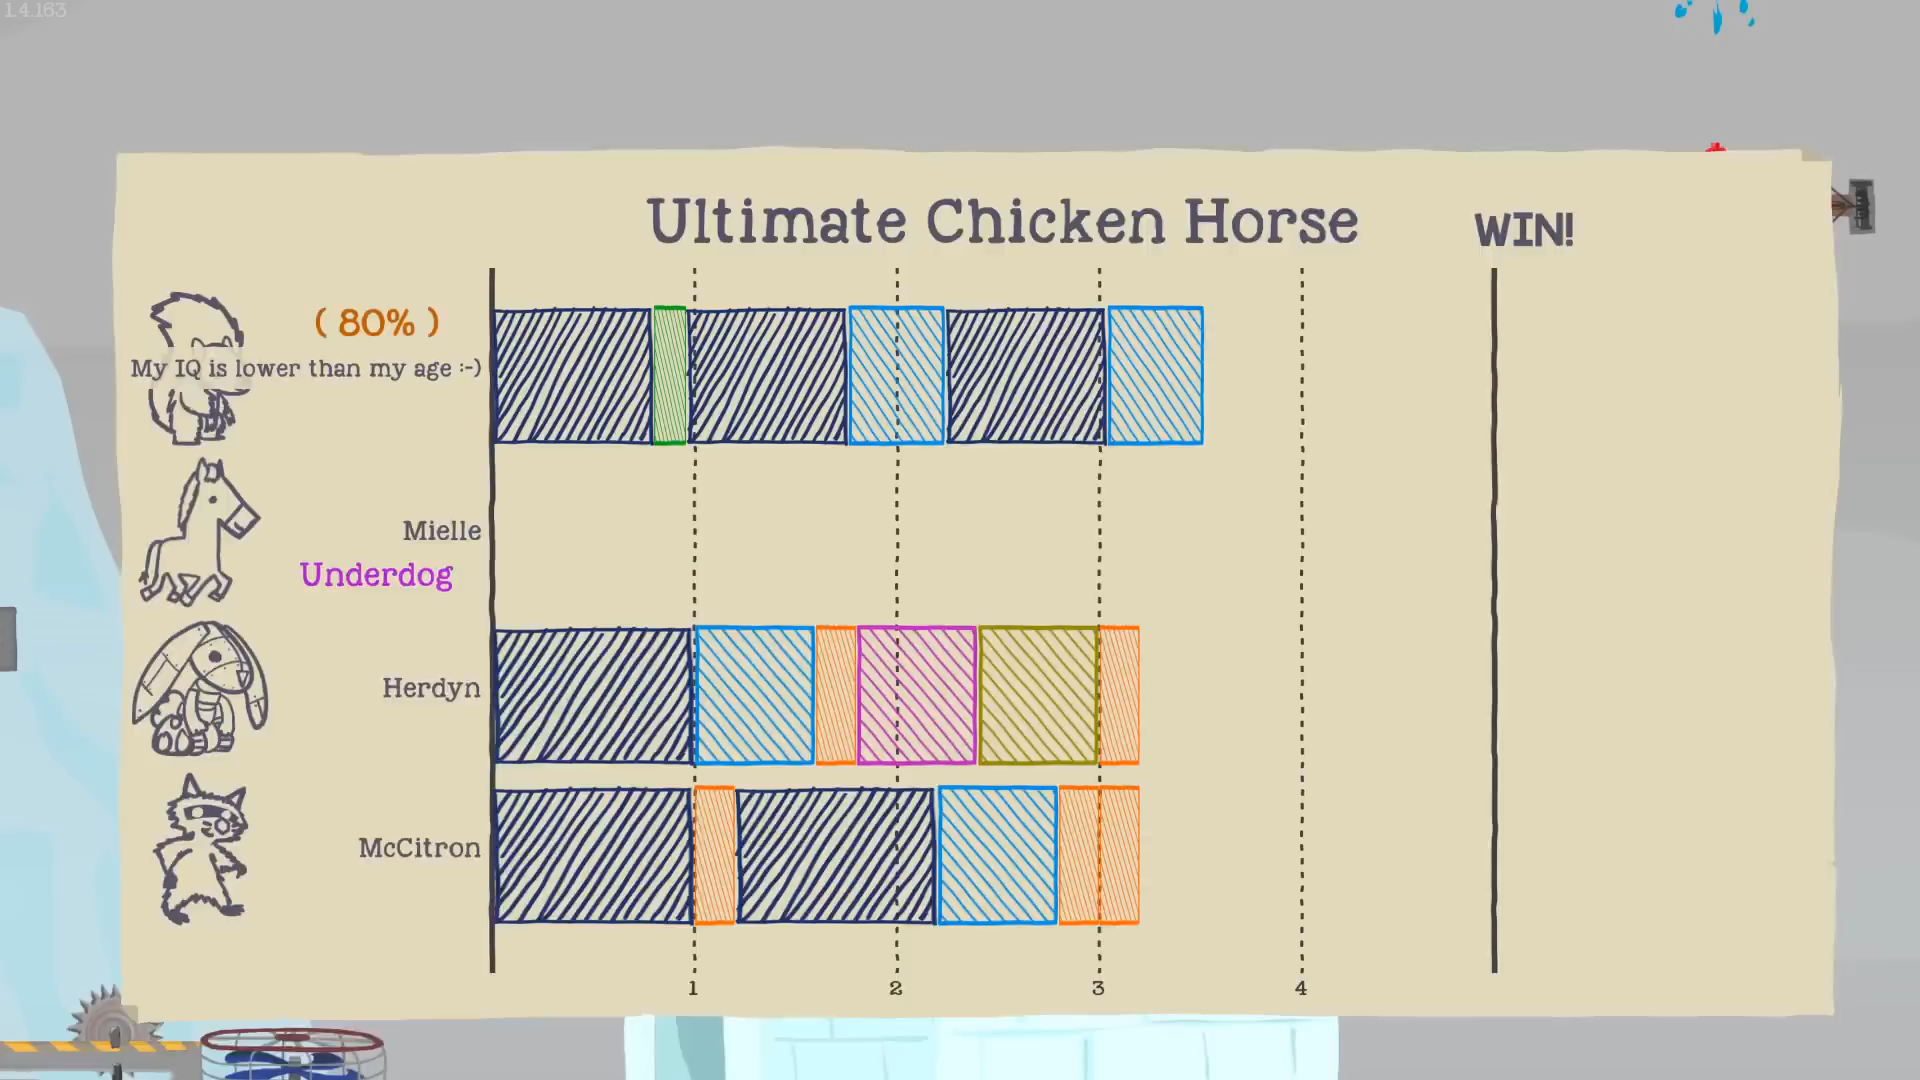 1.4.163
Ultimate Chicken Horse
WIN!
( 80% )
My IQ is lower than my age :-)
Mielle
Underdog
Herdyn
McCitron
1 2 3 4